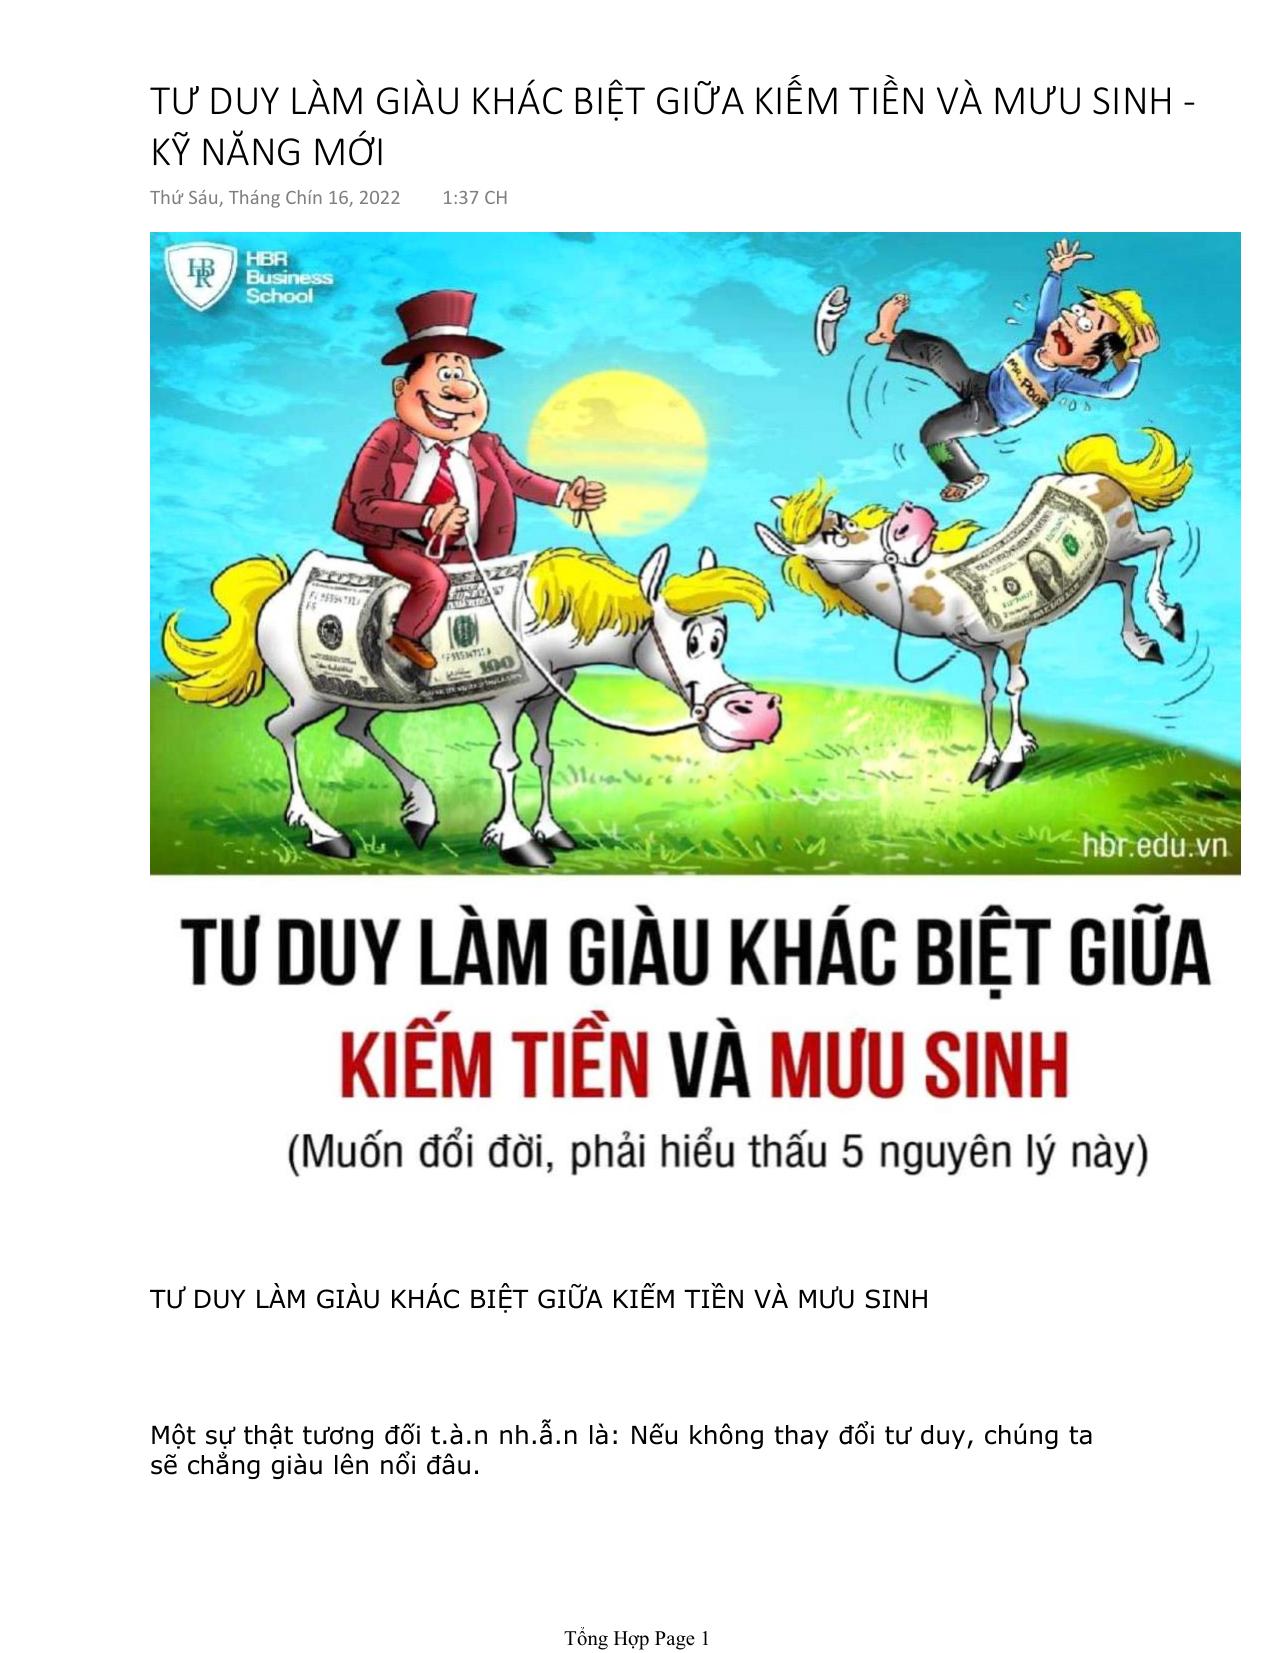 TƯ DUY LÀM GIÀU KHÁC BIỆT GIỮA KIẾM TIỀN VÀ MƯU SINH -
KỸ NĂNG MỚI
Thứ Sáu, Tháng Chín 16, 2022 1:37 CH
HBR
HBR
Business
School
MR. POOR
100
hbr.edu.vn
TƯ DUY LÀM GIÀU KHÁC BIỆT GIỮA
KIẾM TIỀN VÀ MƯU SINH
(Muốn đổi đời, phải hiểu thấu 5 nguyên lý này)
TƯ DUY LÀM GIÀU KHÁC BIỆT GIỮA KIẾM TIỀN VÀ MƯU SINH
Một sự thật tương đối t.à.n nh.ẫ.n là: Nếu không thay đổi tư duy, chúng ta
sẽ chẳng giàu lên nổi đâu.
Tổng Hợp Page 1